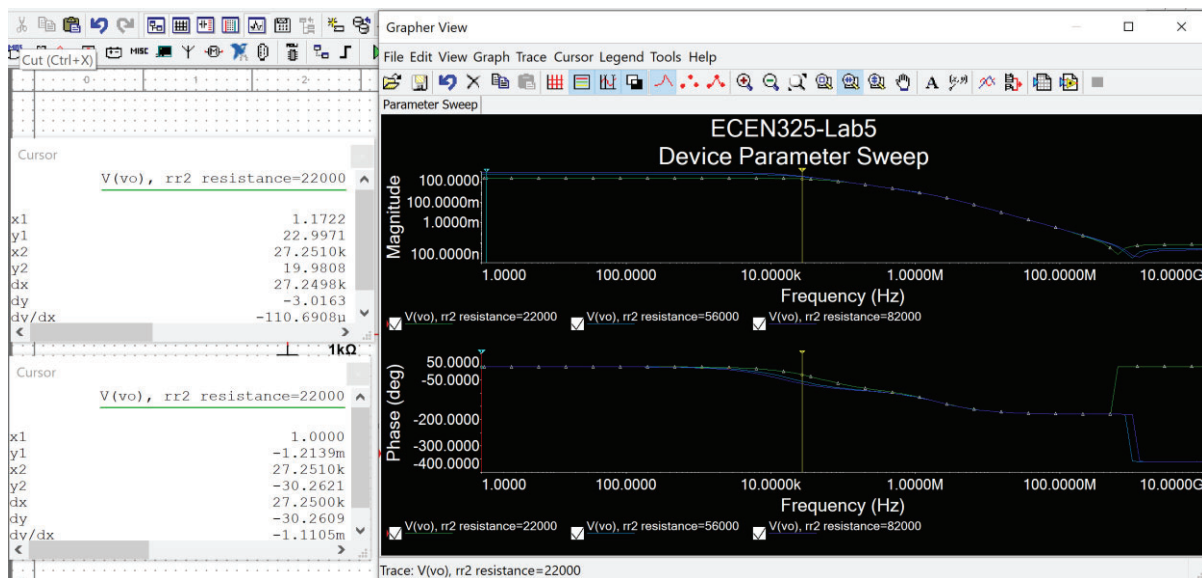 Grapher View
File Edit View Graph Trace Cursor Legend Tools Help
MISC
Cut (Ctrl+X)
0 1 2
Parameter Sweep
Cursor
V(vo), rr2 resistance=22000
x1 1.1722
y1 22.9971
x2 27.2510k
y2 19.9808
dx 27.2498k
dy -3.0163
dy/dx -110.6908µ
1kΩ
Cursor
V(vo), rr2 resistance=22000
x1 1.0000
y1 -1.2139m
x2 27.2510k
y2 -30.2621
dx 27.2500k
dy -30.2609
dy/dx -1.1105m
ECEN325-Lab5
Device Parameter Sweep
Magnitude
100.0000
100.0000m
1.0000m
100.0000n
1.0000 100.0000 10.0000k 1.0000M 100.0000M 10.0000G
Frequency (Hz)
V(vo), rr2 resistance=22000 V(vo), rr2 resistance=56000 V(vo), rr2 resistance=82000
Phase (deg)
50.0000
-50.0000
-200.0000
-300.0000
-400.0000
1.0000 100.0000 10.0000k 1.0000M 100.0000M 10.0000G
Frequency (Hz)
V(vo), rr2 resistance=22000 V(vo), rr2 resistance=56000 V(vo), rr2 resistance=82000
Trace: V(vo), rr2 resistance=22000